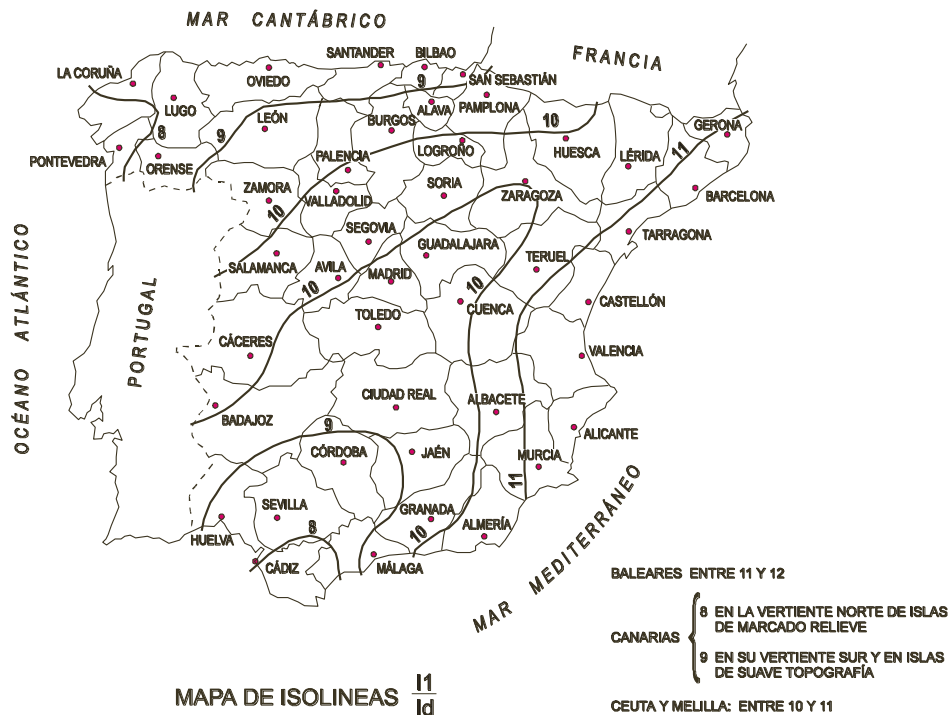 MAR CANTÁBRICO
SANTANDER
BILBAO
FRANCIA
LA CORUÑA
OVIEDO
9
SAN SEBASTIÁN
LUGO
ALAVA
PAMPLONA
LEÓN
BURGOS
10
GERONA
8
9
PONTEVEDRA
ORENSE
PALENCIA
LOGROÑO
HUESCA
LÉRIDA
11
ZAMORA
VALLADOLID
SORIA
ZARAGOZA
BARCELONA
10
SEGOVIA
GUADALAJARA
TARRAGONA
SALAMANCA
AVILA
MADRID
TERUEL
10
10
CUENCA
CASTELLÓN
TOLEDO
OCÉANO ATLÁNTICO
PORTUGAL
CÁCERES
VALENCIA
CIUDAD REAL
BADAJOZ
ALBACETE
9
ALICANTE
CÓRDOBA
JAÉN
MURCIA
11
SEVILLA
GRANADA
8
ALMERÍA
HUELVA
10
CÁDIZ
MÁLAGA
MAR MEDITERRÁNEO
BALEARES ENTRE 11 Y 12
CANARIAS
8 EN LA VERTIENTE NORTE DE ISLAS
DE MARCADO RELIEVE
9 EN SU VERTIENTE SUR Y EN ISLAS
DE SUAVE TOPOGRAFÍA
CEUTA Y MELILLA: ENTRE 10 Y 11
MAPA DE ISOLINEAS I1
Id